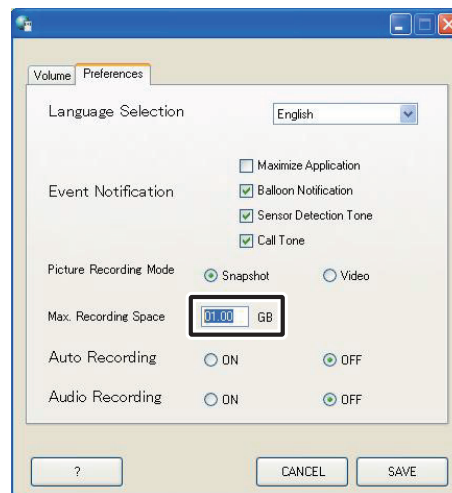 Volume Preferences
Language Selection English
Maximize Application
Event Notification Balloon Notification
Sensor Detection Tone
Call Tone
Picture Recording Mode Snapshot Video
Max. Recording Space 01.00 GB
Auto Recording ON OFF
Audio Recording ON OFF
? CANCEL SAVE